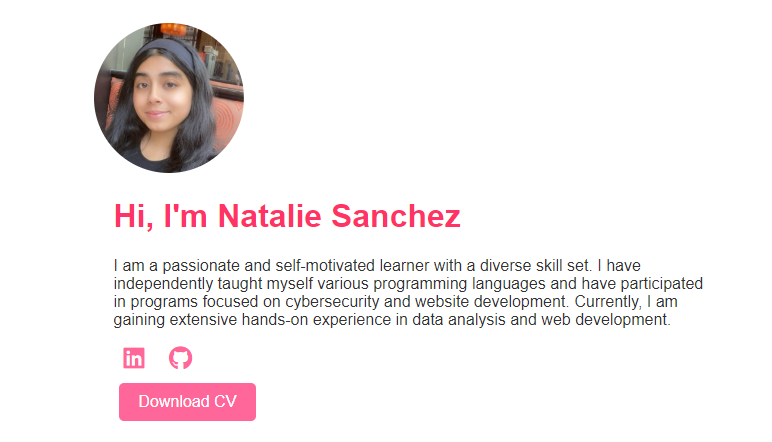 Hi, I'm Natalie Sanchez
I am a passionate and self-motivated learner with a diverse skill set. I have
independently taught myself various programming languages and have participated
in programs focused on cybersecurity and website development. Currently, I am
gaining extensive hands-on experience in data analysis and web development.
in
Download CV